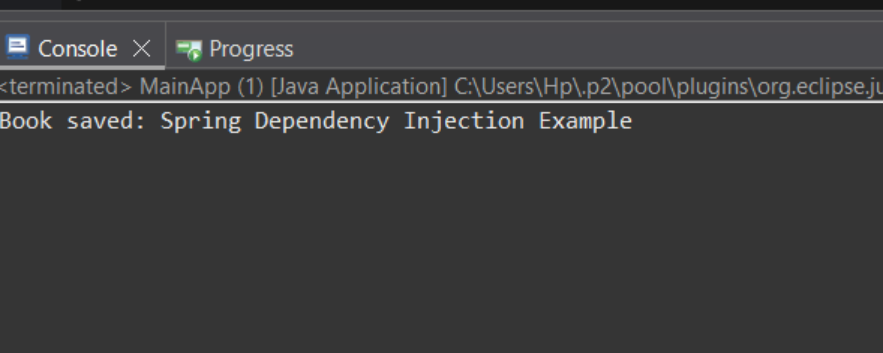 Console Progress
<terminated> MainApp (1) [Java Application] C:\Users\Hp\.p2\pool\plugins\org.eclipse.ju
Book saved: Spring Dependency Injection Example